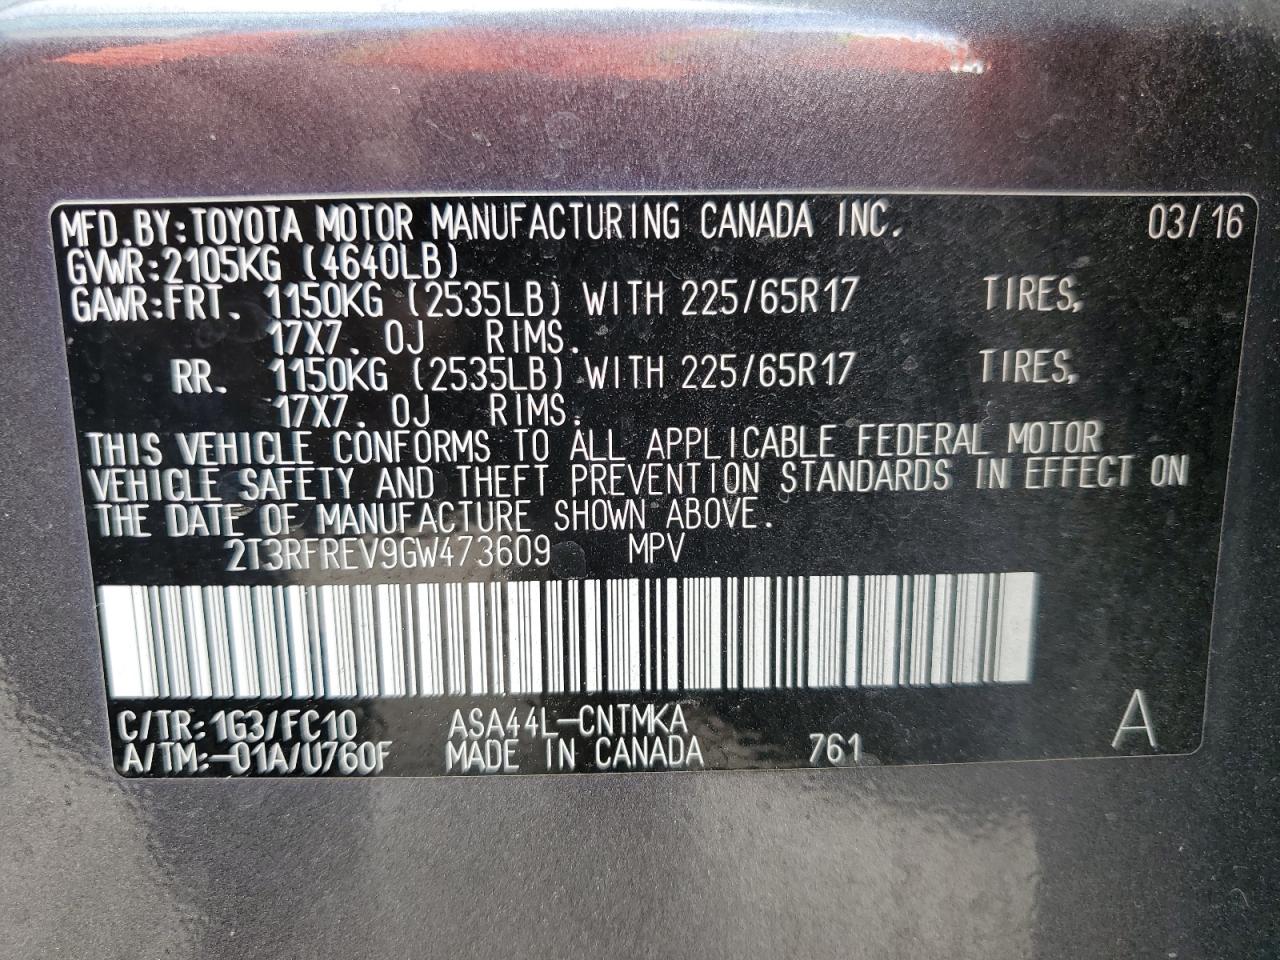 MFD.BY:TOYOTA MOTOR MANUFACTURING CANADA INC. 03/16
GVWR:2105KG (4640LB)
GAWR:FRT. 1150KG (2535LB) WITH 225/65R17 TIRES,
17X7.0J RIMS.
RR. 1150KG (2535LB) WITH 225/65R17 TIRES,
17X7.0J RIMS.
THIS VEHICLE CONFORMS TO ALL APPLICABLE FEDERAL MOTOR
VEHICLE SAFETY AND THEFT PREVENTION STANDARDS IN EFFECT ON
THE DATE OF MANUFACTURE SHOWN ABOVE.
2T3RFREV9GW473609 MPV
C/TR:1G3/FC10 ASA44L-CNTMKA A
A/TM:-01A/U760F MADE IN CANADA 761